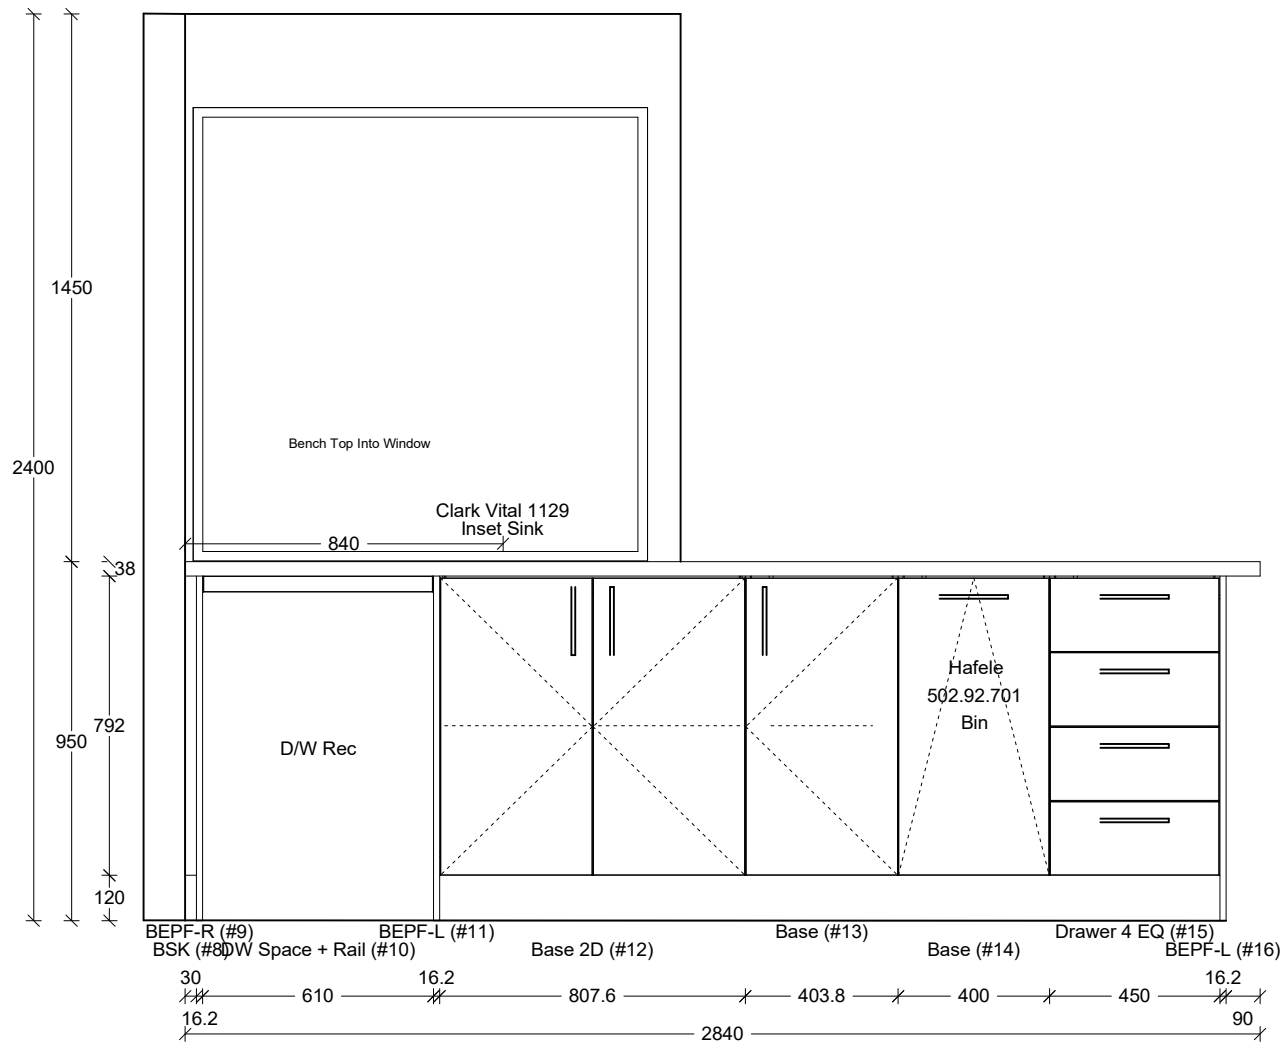 1450
Bench Top Into Window
2400
Clark Vital 1129
Inset Sink
840
38
Hafele
502.92.701
Bin
792
950
D/W Rec
120
BEPF-R (#9)
BEPF-L (#11)
Base (#13)
Drawer 4 EQ (#15)
BSK (#8)
DW Space + Rail (#10)
Base 2D (#12)
Base (#14)
BEPF-L (#16)
30
16.2
16.2
610
807.6
403.8
400
450
16.2
90
2840